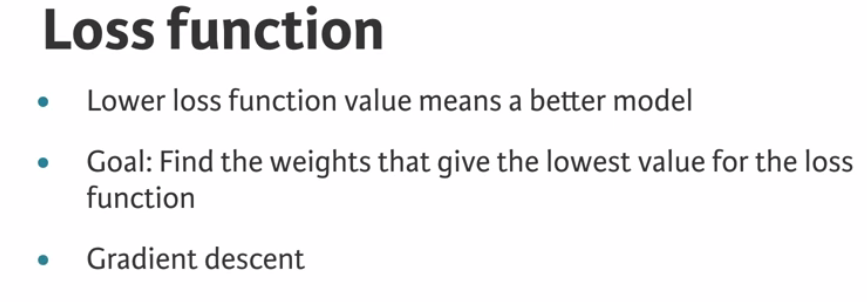 Loss function
• Lower loss function value means a better model
• Goal: Find the weights that give the lowest value for the loss
function
• Gradient descent